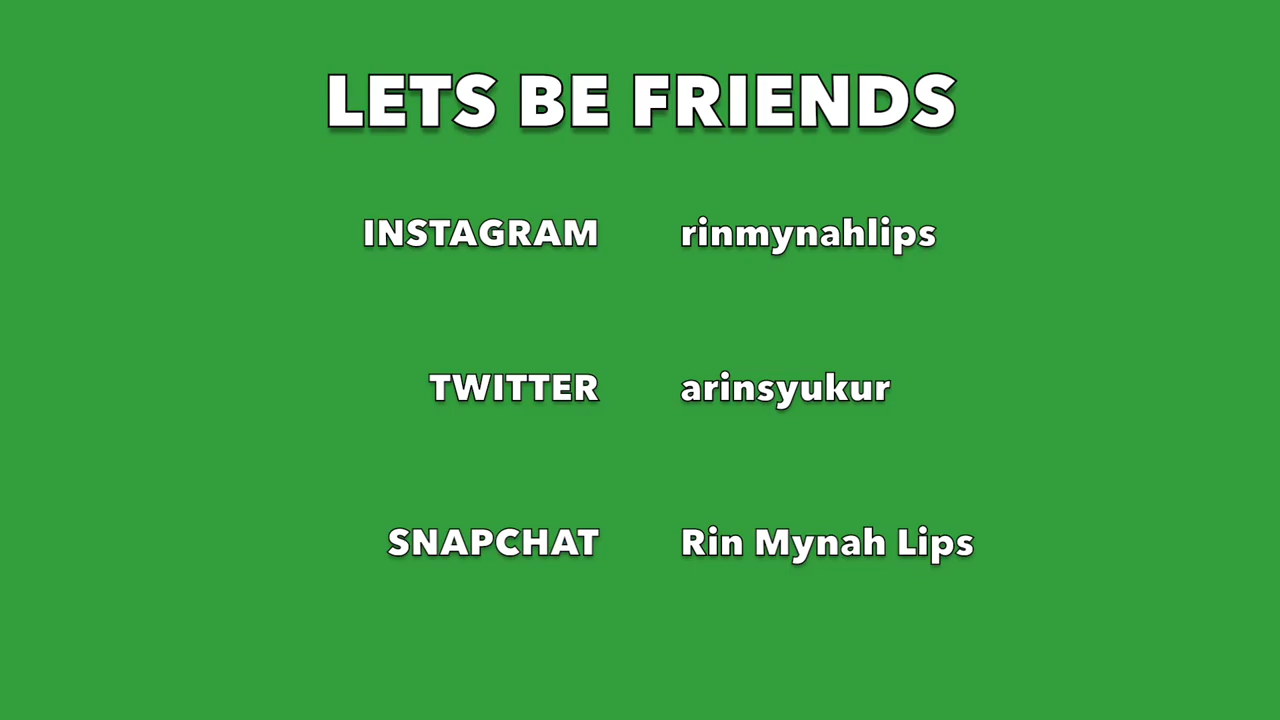 LETS BE FRIENDS
INSTAGRAM rinmynahlips
TWITTER arinsyukur
SNAPCHAT Rin Mynah Lips